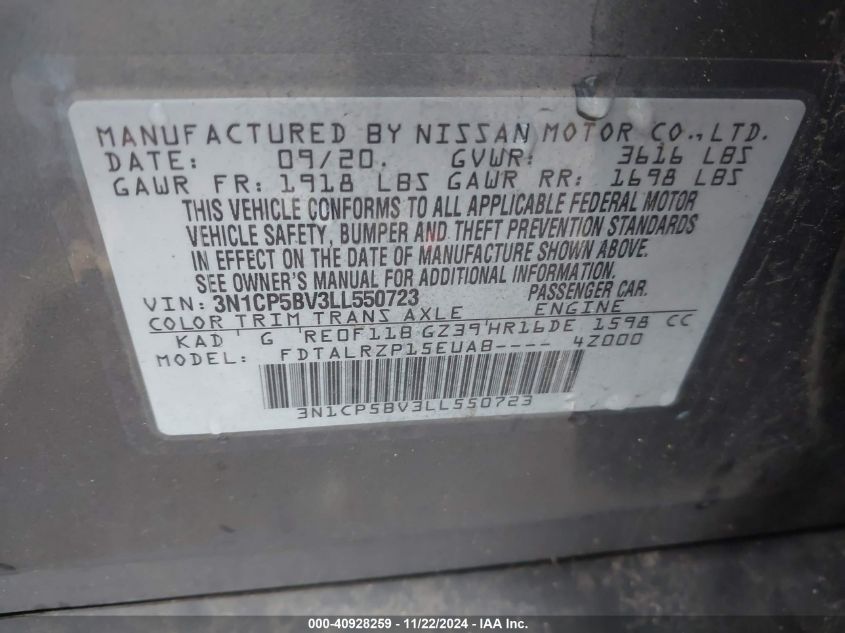 MANUFACTURED BY NISSAN MOTOR CO., LTD.
DATE: 09/20. GVWR: 3616 LBS
GAWR FR: 1918 LBS GAWR RR: 1698 LBS
THIS VEHICLE CONFORMS TO ALL APPLICABLE FEDERAL MOTOR
VEHICLE SAFETY, BUMPER AND THEFT PREVENTION STANDARDS
IN EFFECT ON THE DATE OF MANUFACTURE SHOWN ABOVE.
SEE OWNER'S MANUAL FOR ADDITIONAL INFORMATION.
VIN: 3N1CP5BV3LL550723 PASSENGER CAR.
COLOR TRIM TRANS AXLE ENGINE
KAD ' G 'RE0F11B GZ39'HR16DE 1598 CC
MODEL: FDTALRZP15EUAB---- 4Z000
3N1CP5BV3LL550723
000-40928259 - 11/22/2024 - IAA Inc.